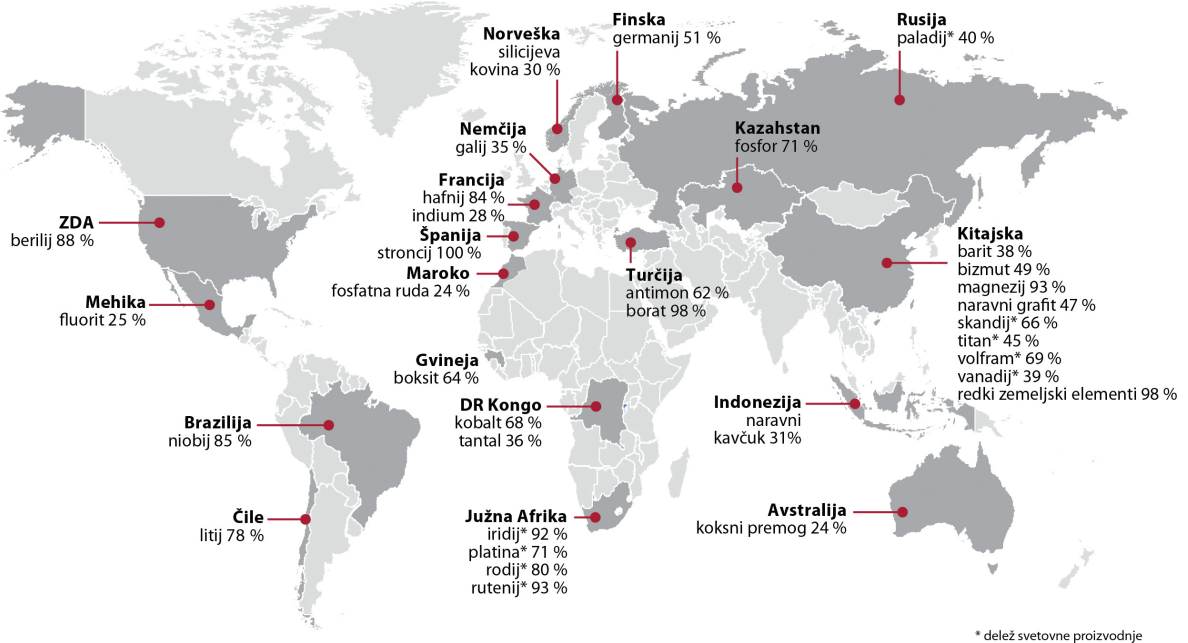 Finska
germanij 51 %
Rusija
paladij* 40 %
Norveška
silicijeva
kovina 30 %
Nemčija
galij 35 %
Kazahstan
fosfor 71 %
Francija
hafnij 84 %
indium 28 %
ZDA
berilij 88 %
Španija
stroncij 100 %
Maroko
fosfatna ruda 24 %
Turčija
antimon 62 %
borat 98 %
Kitajska
barit 38 %
bizmut 49 %
magnezij 93 %
naravni grafit 47 %
skandij* 66 %
titan* 45 %
volfram* 69 %
vanadij* 39 %
redki zemeljski elementi 98 %
Mehika
fluorit 25 %
Gvineja
boksit 64 %
DR Kongo
kobalt 68 %
tantal 36 %
Indonezija
naravni
kavčuk 31%
Brazilija
niobij 85 %
Čile
litij 78 %
Južna Afrika
iridij* 92 %
platina* 71 %
rodij* 80 %
rutenij* 93 %
Avstralija
koksni premog 24 %
* delež svetovne proizvodnje